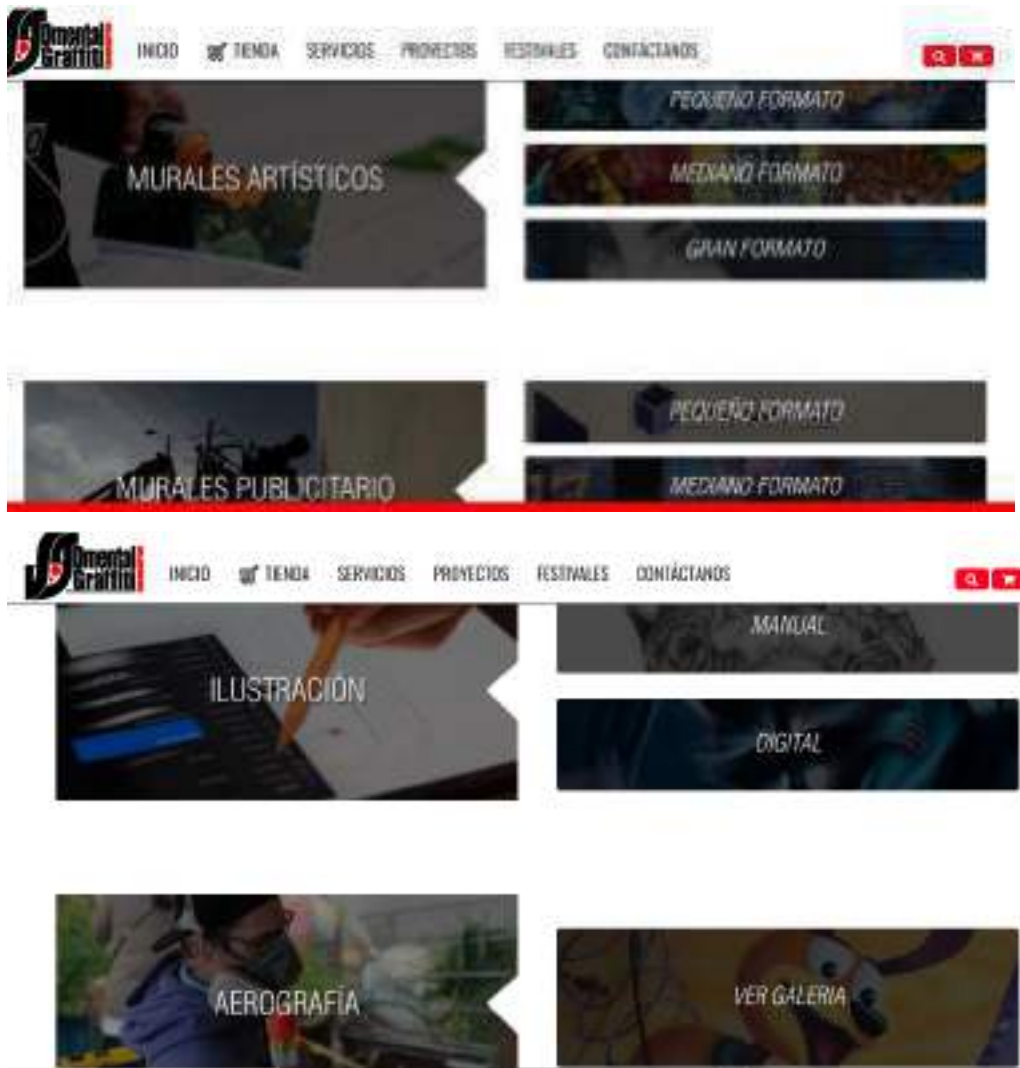 Omental
Graffiti
INICIO TIENDA SERVICIOS PROYECTOS FESTIVALES CONTÁCTANOS
MURALES ARTÍSTICOS
PEQUEÑO FORMATO
MEDIANO FORMATO
GRAN FORMATO
MURALES PUBLICITARIO
PEQUEÑO FORMATO
MEDIANO FORMATO
Omental
Graffiti
INICIO TIENDA SERVICIOS PROYECTOS FESTIVALES CONTÁCTANOS
ILUSTRACIÓN
MANUAL
DIGITAL
AEROGRAFÍA
VER GALERIA